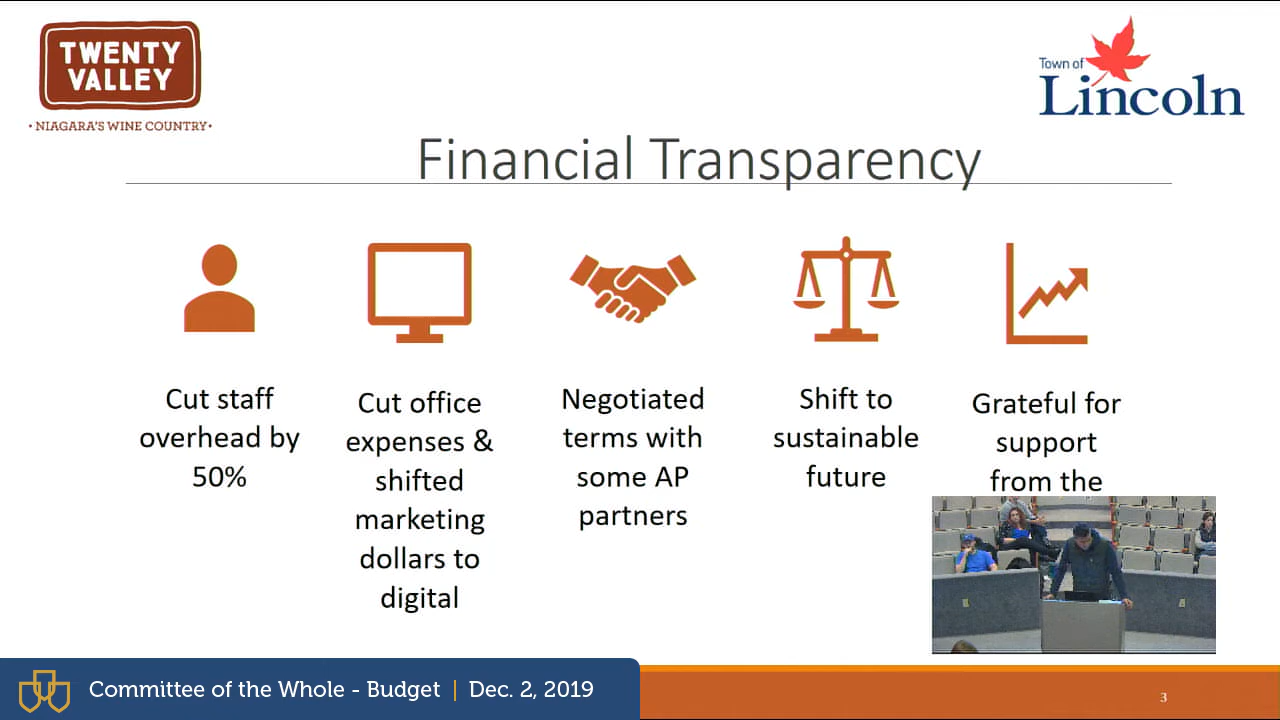 TWENTY
VALLEY
• NIAGARA'S WINE COUNTRY •
Town of
Lincoln
Financial Transparency
Cut staff
overhead by
50%
Cut office
expenses &
shifted
marketing
dollars to
digital
Negotiated
terms with
some AP
partners
Shift to
sustainable
future
Grateful for
support
from the
Committee of the Whole - Budget | Dec. 2, 2019
3